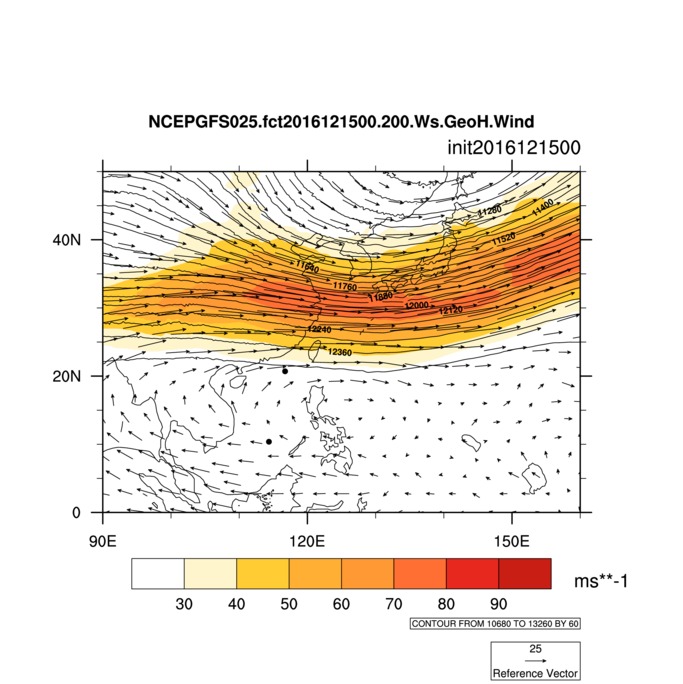 NCEPGFS025.fct2016121500.200.Ws.GeoH.Wind
init2016121500
11280
11400
40N
11520
11640
11760
11880
12000
12120
12240
12360
20N
0
90E 120E 150E
ms**-1
30 40 50 60 70 80 90
CONTOUR FROM 10680 TO 13260 BY 60
25
Reference Vector